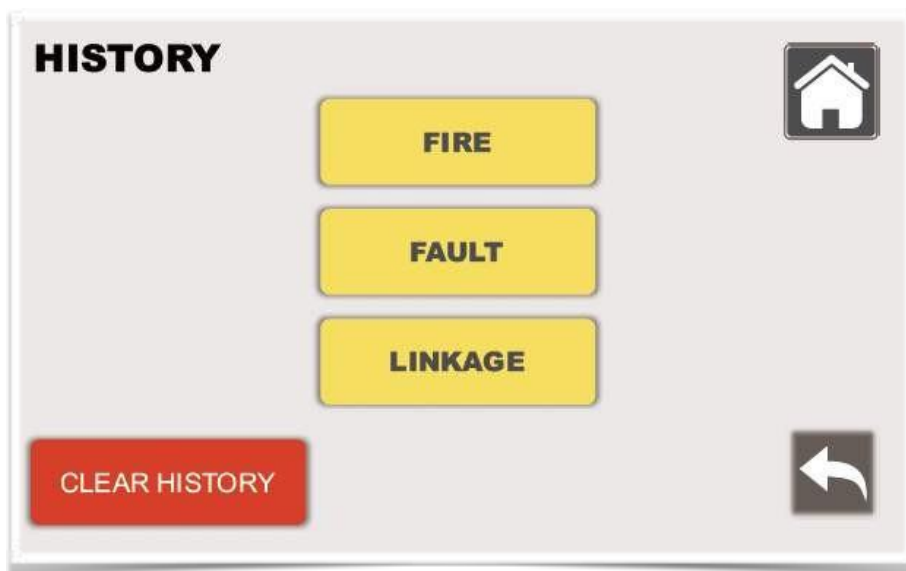 HISTORY
FIRE
FAULT
LINKAGE
CLEAR HISTORY